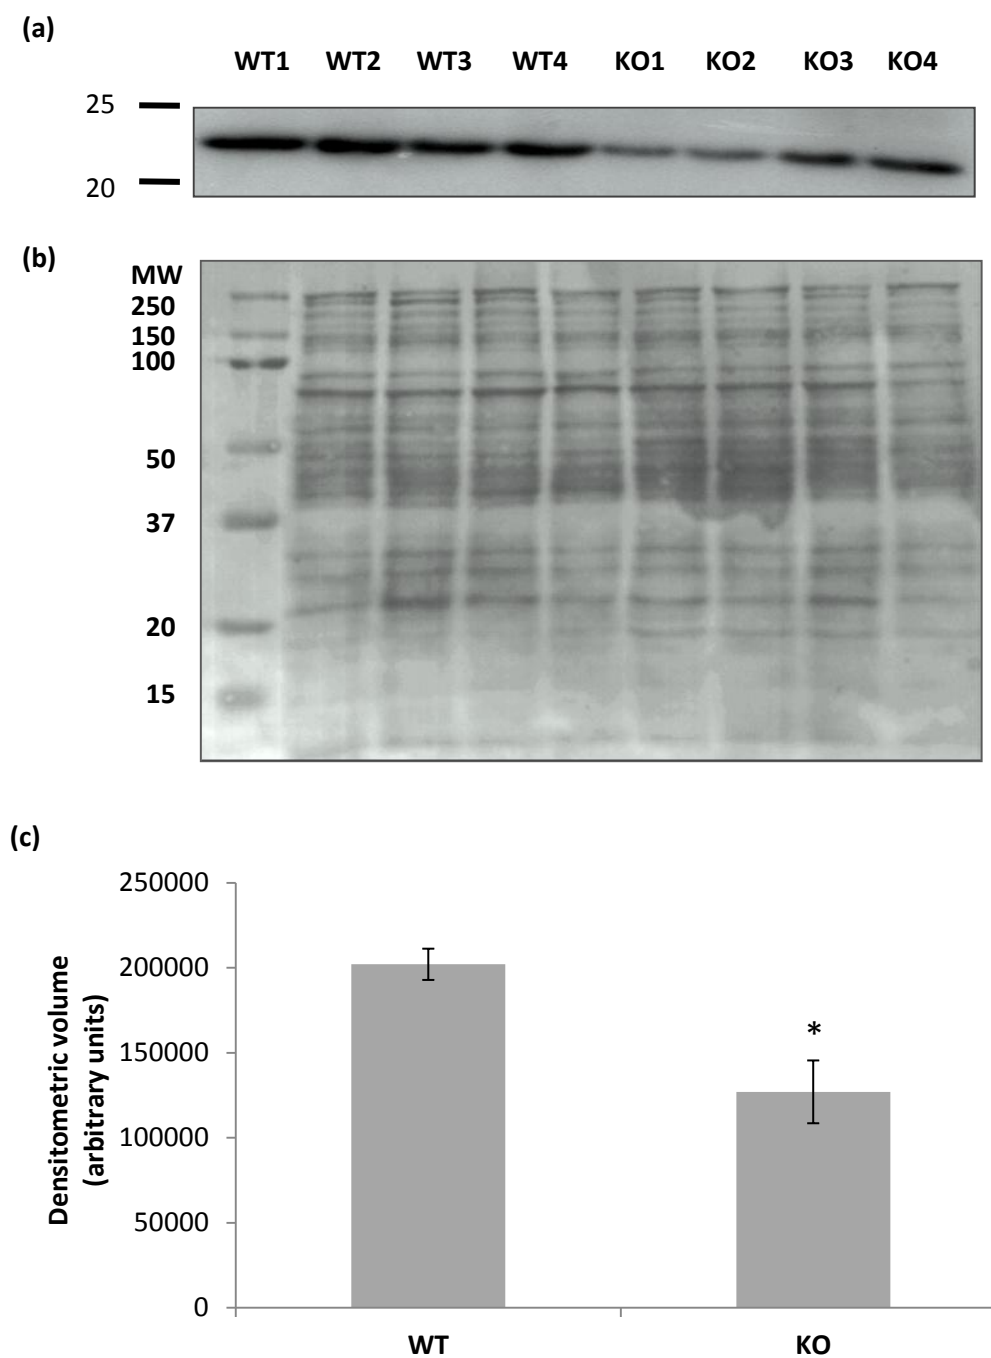 (a)
WT1 WT2 WT3 WT4 KO1 KO2 KO3 KO4
25
20
(b)
MW
250
150
100
50
37
20
15
(c)
250000
200000
150000
100000
50000
0
Densitometric volume
(arbitrary units)
*
WT KO